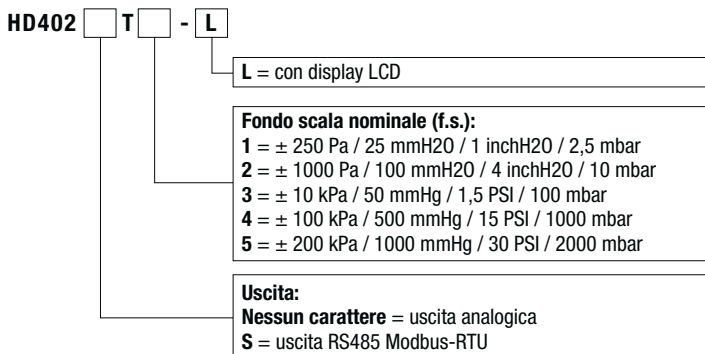 HD402 T - L
L = con display LCD
Fondo scala nominale (f.s.):
1 = ± 250 Pa / 25 mmH2O / 1 inchH2O / 2,5 mbar
2 = ± 1000 Pa / 100 mmH2O / 4 inchH2O / 10 mbar
3 = ± 10 kPa / 50 mmHg / 1,5 PSI / 100 mbar
4 = ± 100 kPa / 500 mmHg / 15 PSI / 1000 mbar
5 = ± 200 kPa / 1000 mmHg / 30 PSI / 2000 mbar
Uscita:
Nessun carattere = uscita analogica
S = uscita RS485 Modbus-RTU